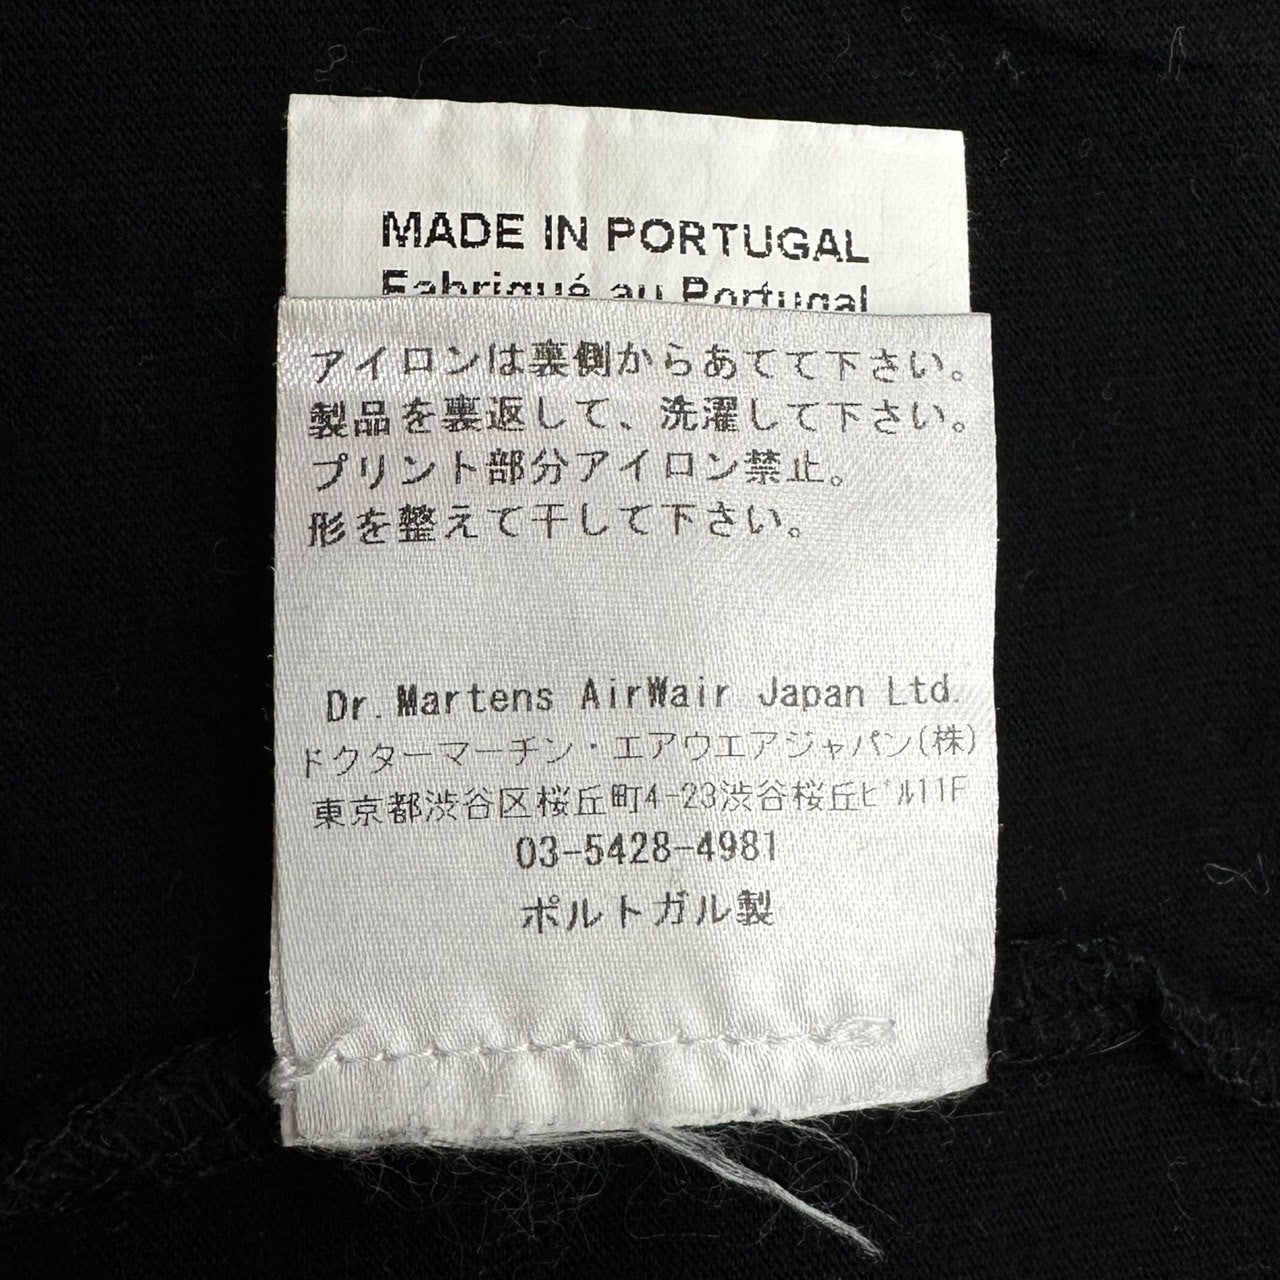 MADE IN PORTUGAL
Fabriqué au Portugal
アイロンは裏側からあてて下さい。
製品を裏返して、洗濯して下さい。
プリント部分アイロン禁止。
形を整えて干して下さい。
Dr.Martens AirWair Japan Ltd.
ドクターマーチン・エアウエアジャパン(株)
東京都渋谷区桜丘町4-23渋谷桜丘ﾋﾞﾙ11F
03-5428-4981
ポルトガル製